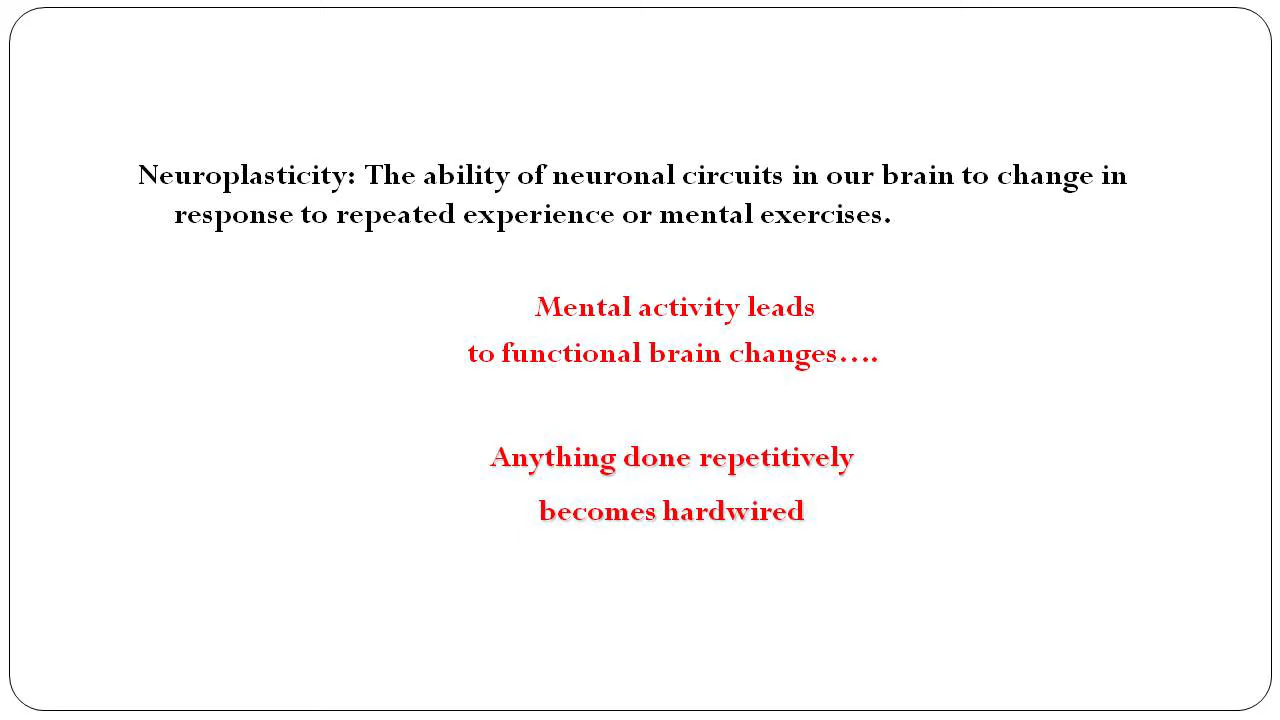 Neuroplasticity: The ability of neuronal circuits in our brain to change in
response to repeated experience or mental exercises.
Mental activity leads
to functional brain changes….
Anything done repetitively
becomes hardwired